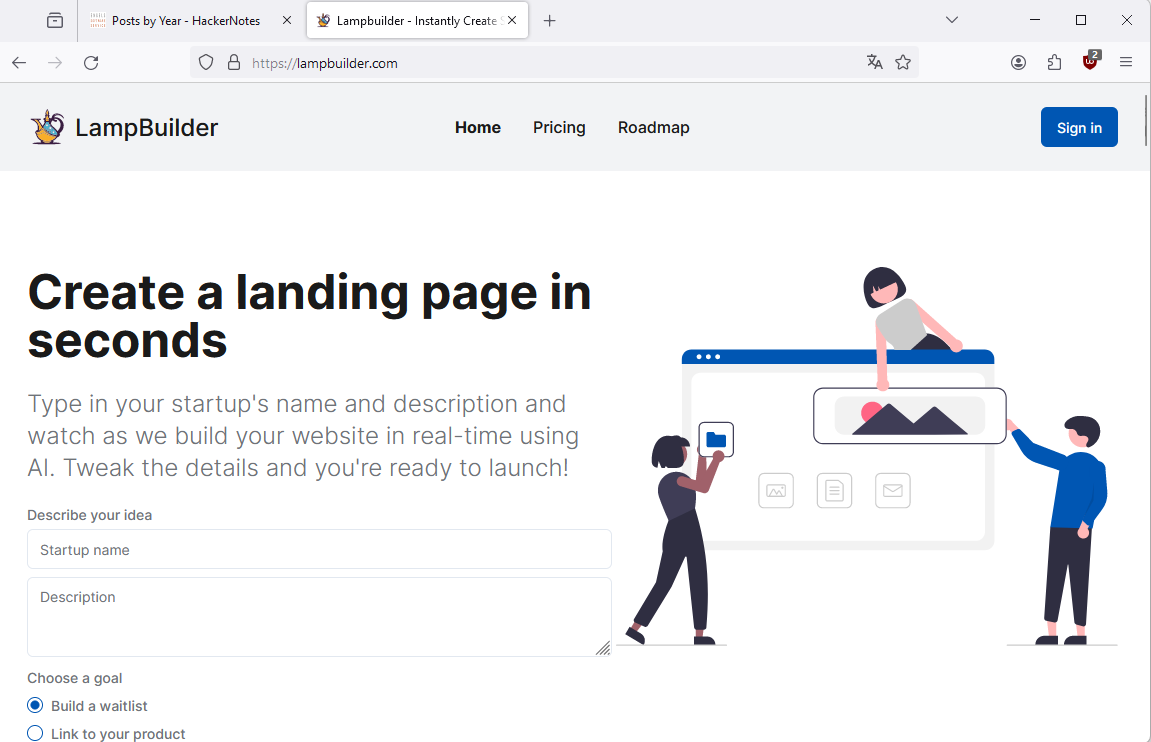 Posts by Year - HackerNotes
Lampbuilder - Instantly Create S
https://lampbuilder.com
2
LampBuilder
Home
Pricing
Roadmap
Sign in
Create a landing page in
seconds
Type in your startup's name and description and
watch as we build your website in real-time using
AI. Tweak the details and you're ready to launch!
Describe your idea
Startup name
Description
Choose a goal
Build a waitlist
Link to your product